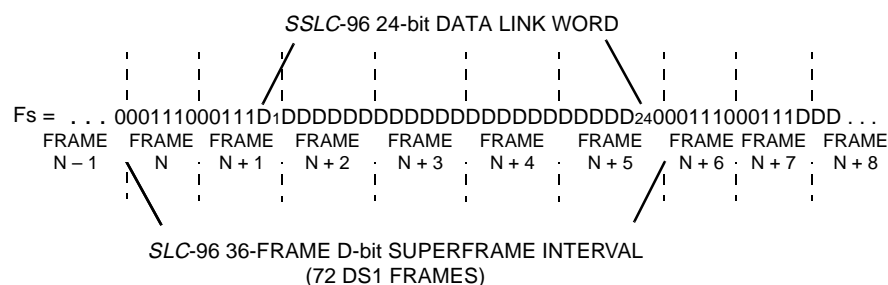 SSLC-96 24-bit DATA LINK WORD
Fs = . . . 000111000111D1DDDDDDDDDDDDDDDDDDDDDDD24000111000111DDD . . .
FRAME FRAME FRAME FRAME FRAME FRAME FRAME FRAME FRAME FRAME
N – 1 N N + 1 N + 2 N + 3 N + 4 N + 5 N + 6 N + 7 N + 8
SLC-96 36-FRAME D-bit SUPERFRAME INTERVAL
(72 DS1 FRAMES)